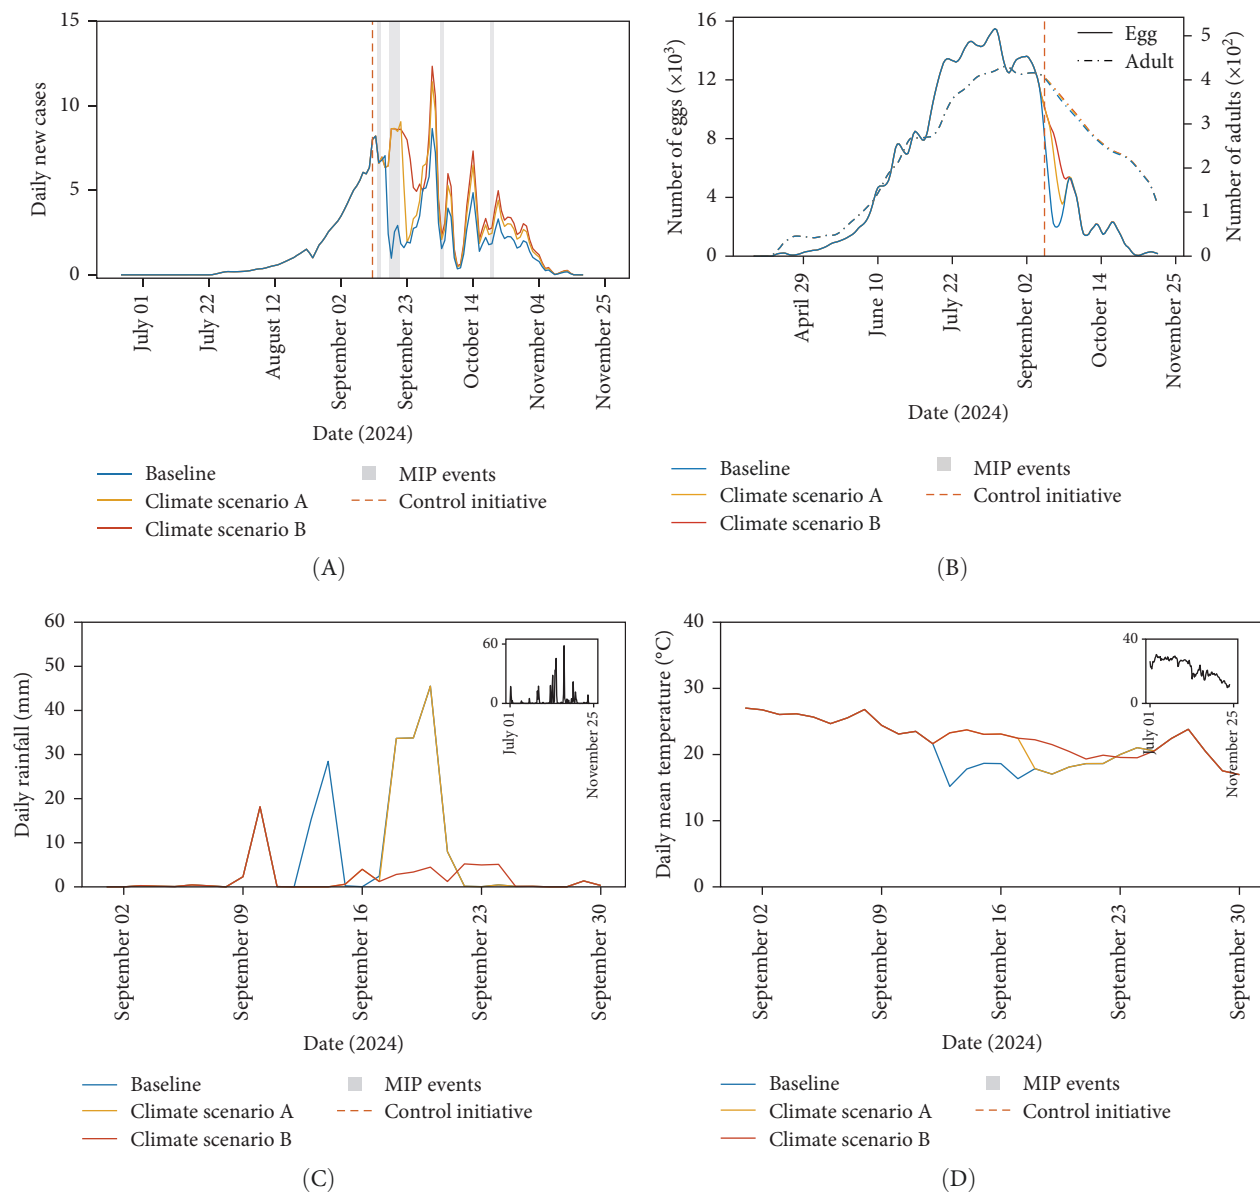 15
10
5
0
Daily new cases
July 01
July 22
August 12
September 02
September 23
October 14
November 04
November 25
Date (2024)
Baseline
Climate scenario A
Climate scenario B
MIP events
Control initiative
(A)
16
12
8
4
0
Number of eggs (×10³)
Egg
Adult
5
4
3
2
1
0
Number of adults (×10²)
April 29
June 10
July 22
September 02
October 14
November 25
Date (2024)
Baseline
Climate scenario A
Climate scenario B
MIP events
Control initiative
(B)
60
50
40
30
20
10
0
Daily rainfall (mm)
60
0
July 01
November 25
September 02
September 09
September 16
September 23
September 30
Date (2024)
Baseline
Climate scenario A
Climate scenario B
MIP events
Control initiative
(C)
40
30
20
10
0
Daily mean temperature (°C)
40
0
July 01
November 25
September 02
September 09
September 16
September 23
September 30
Date (2024)
Baseline
Climate scenario A
Climate scenario B
MIP events
Control initiative
(D)